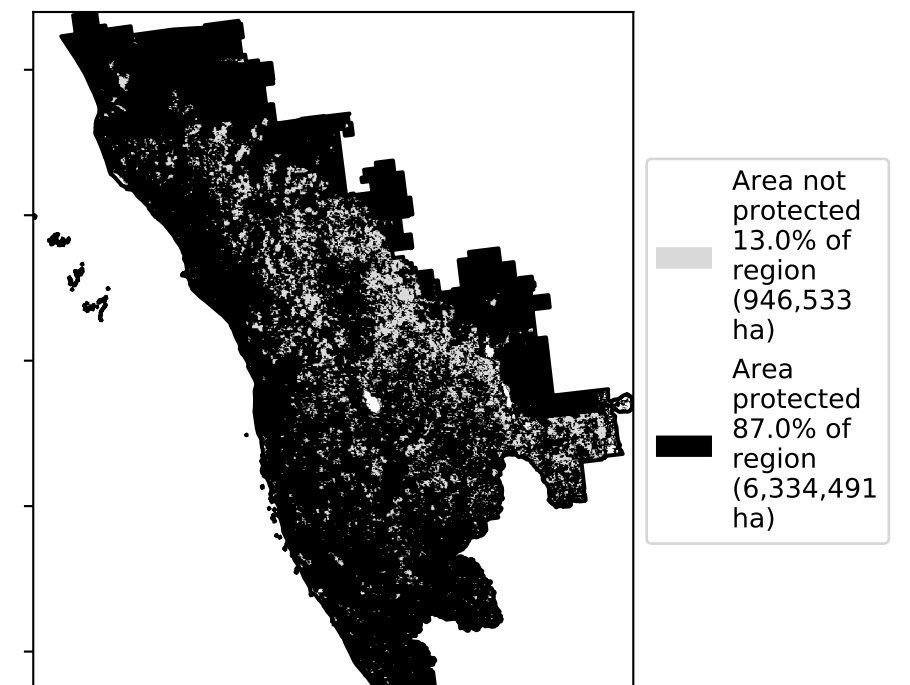 Area not
protected
13.0% of
region
(946,533
ha)
Area
protected
87.0% of
region
(6,334,491
ha)